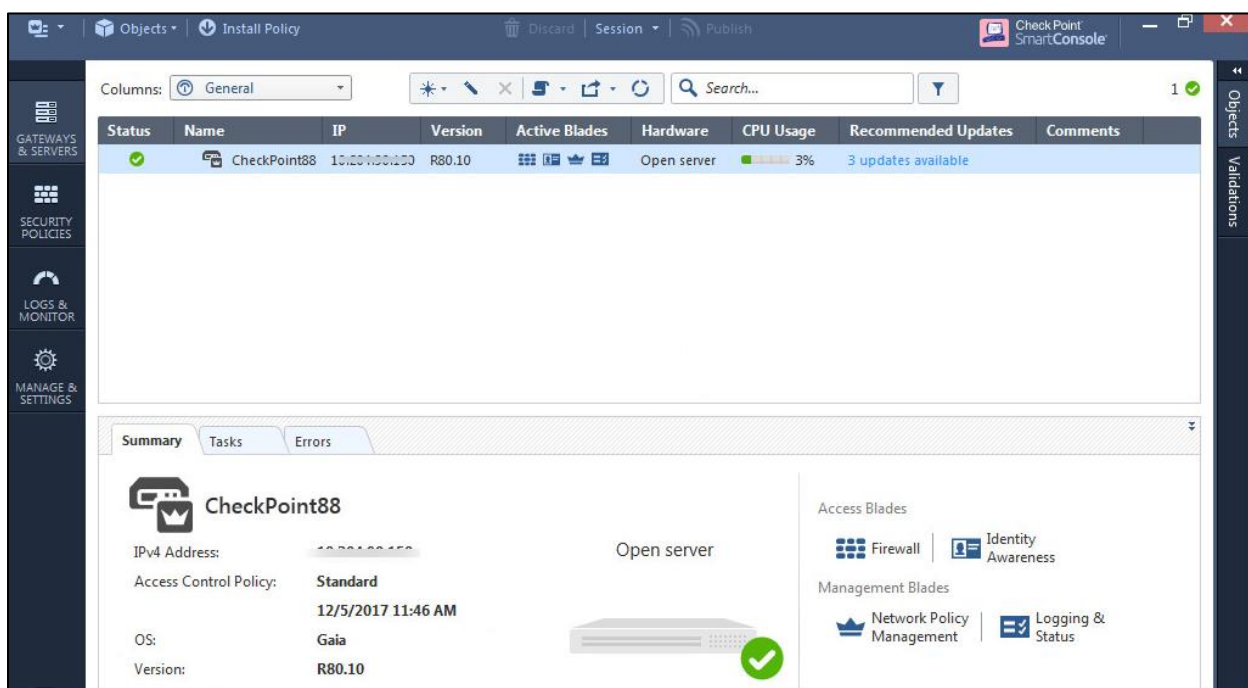 Objects
Install Policy
Discard
Session
Publish
Check Point
SmartConsole
GATEWAYS
& SERVERS
SECURITY
POLICIES
LOGS &
MONITOR
MANAGE &
SETTINGS
Columns: General
Search...
1
Status Name IP Version Active Blades Hardware CPU Usage Recommended Updates Comments
CheckPoint88 R80.10 Open server 3% 3 updates available
Summary Tasks Errors
CheckPoint88
IPv4 Address:
Access Control Policy: Standard
12/5/2017 11:46 AM
OS: Gaia
Version: R80.10
Open server
Access Blades
Firewall
Identity
Awareness
Management Blades
Network Policy
Management
Logging &
Status
Objects
Validations